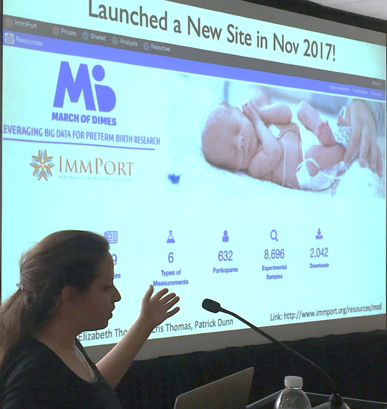 Launched a New Site in Nov 2017!
ImmPort
Private
Shared
Analysis
Resources
Resources
MARCH OF DIMES
LEVERAGING BIG DATA FOR PRETERM BIRTH RESEARCH
IMMPORT
9
6
632
8,696
2,042
Types of
Measurements
Participants
Experimental
Samples
Downloads
Elizabeth Tho
ris Thomas, Patrick Dunn
Link: http://www.immport.org/resources/mod